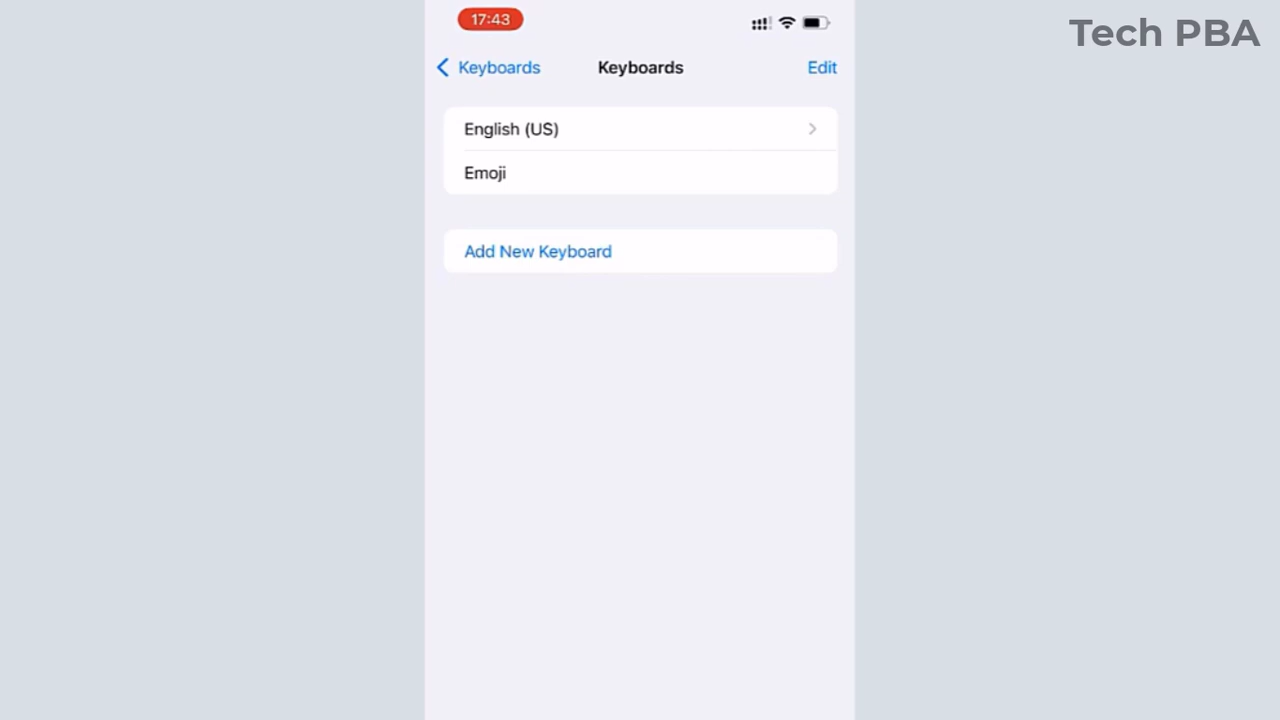 17:43
Tech PBA
Keyboards
Keyboards
Edit
English (US)
Emoji
Add New Keyboard